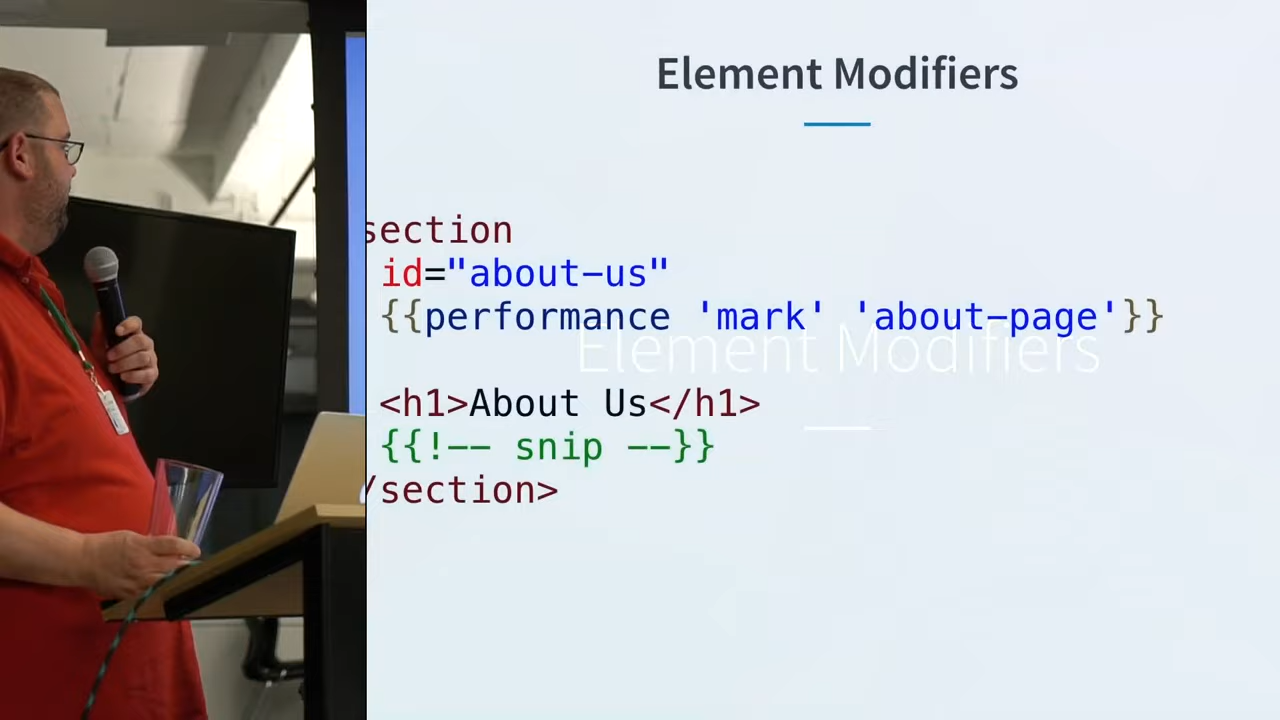 Element Modifiers
section
id="about-us"
{{performance 'mark' 'about-page'}}
Element Modifiers
<h1>About Us</h1>
{{!-- snip --}}
/section>